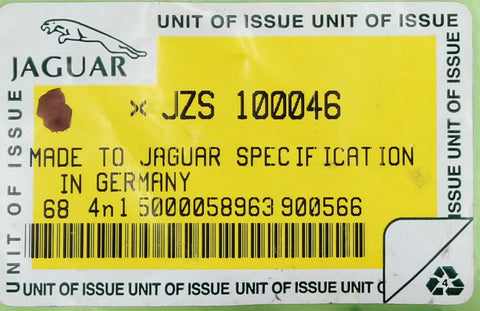 UNIT OF ISSUE UNIT OF ISSUE
JAGUAR
JZS 100046
MADE TO JAGUAR SPECIFICATION
IN GERMANY
68 4n1 5000058963 900566
UNIT OF ISSUE
UNIT OF ISSUE UNIT OF ISSUE UNIT OF ISSUE UNIT
ISSUE UNIT OF ISSUE
4